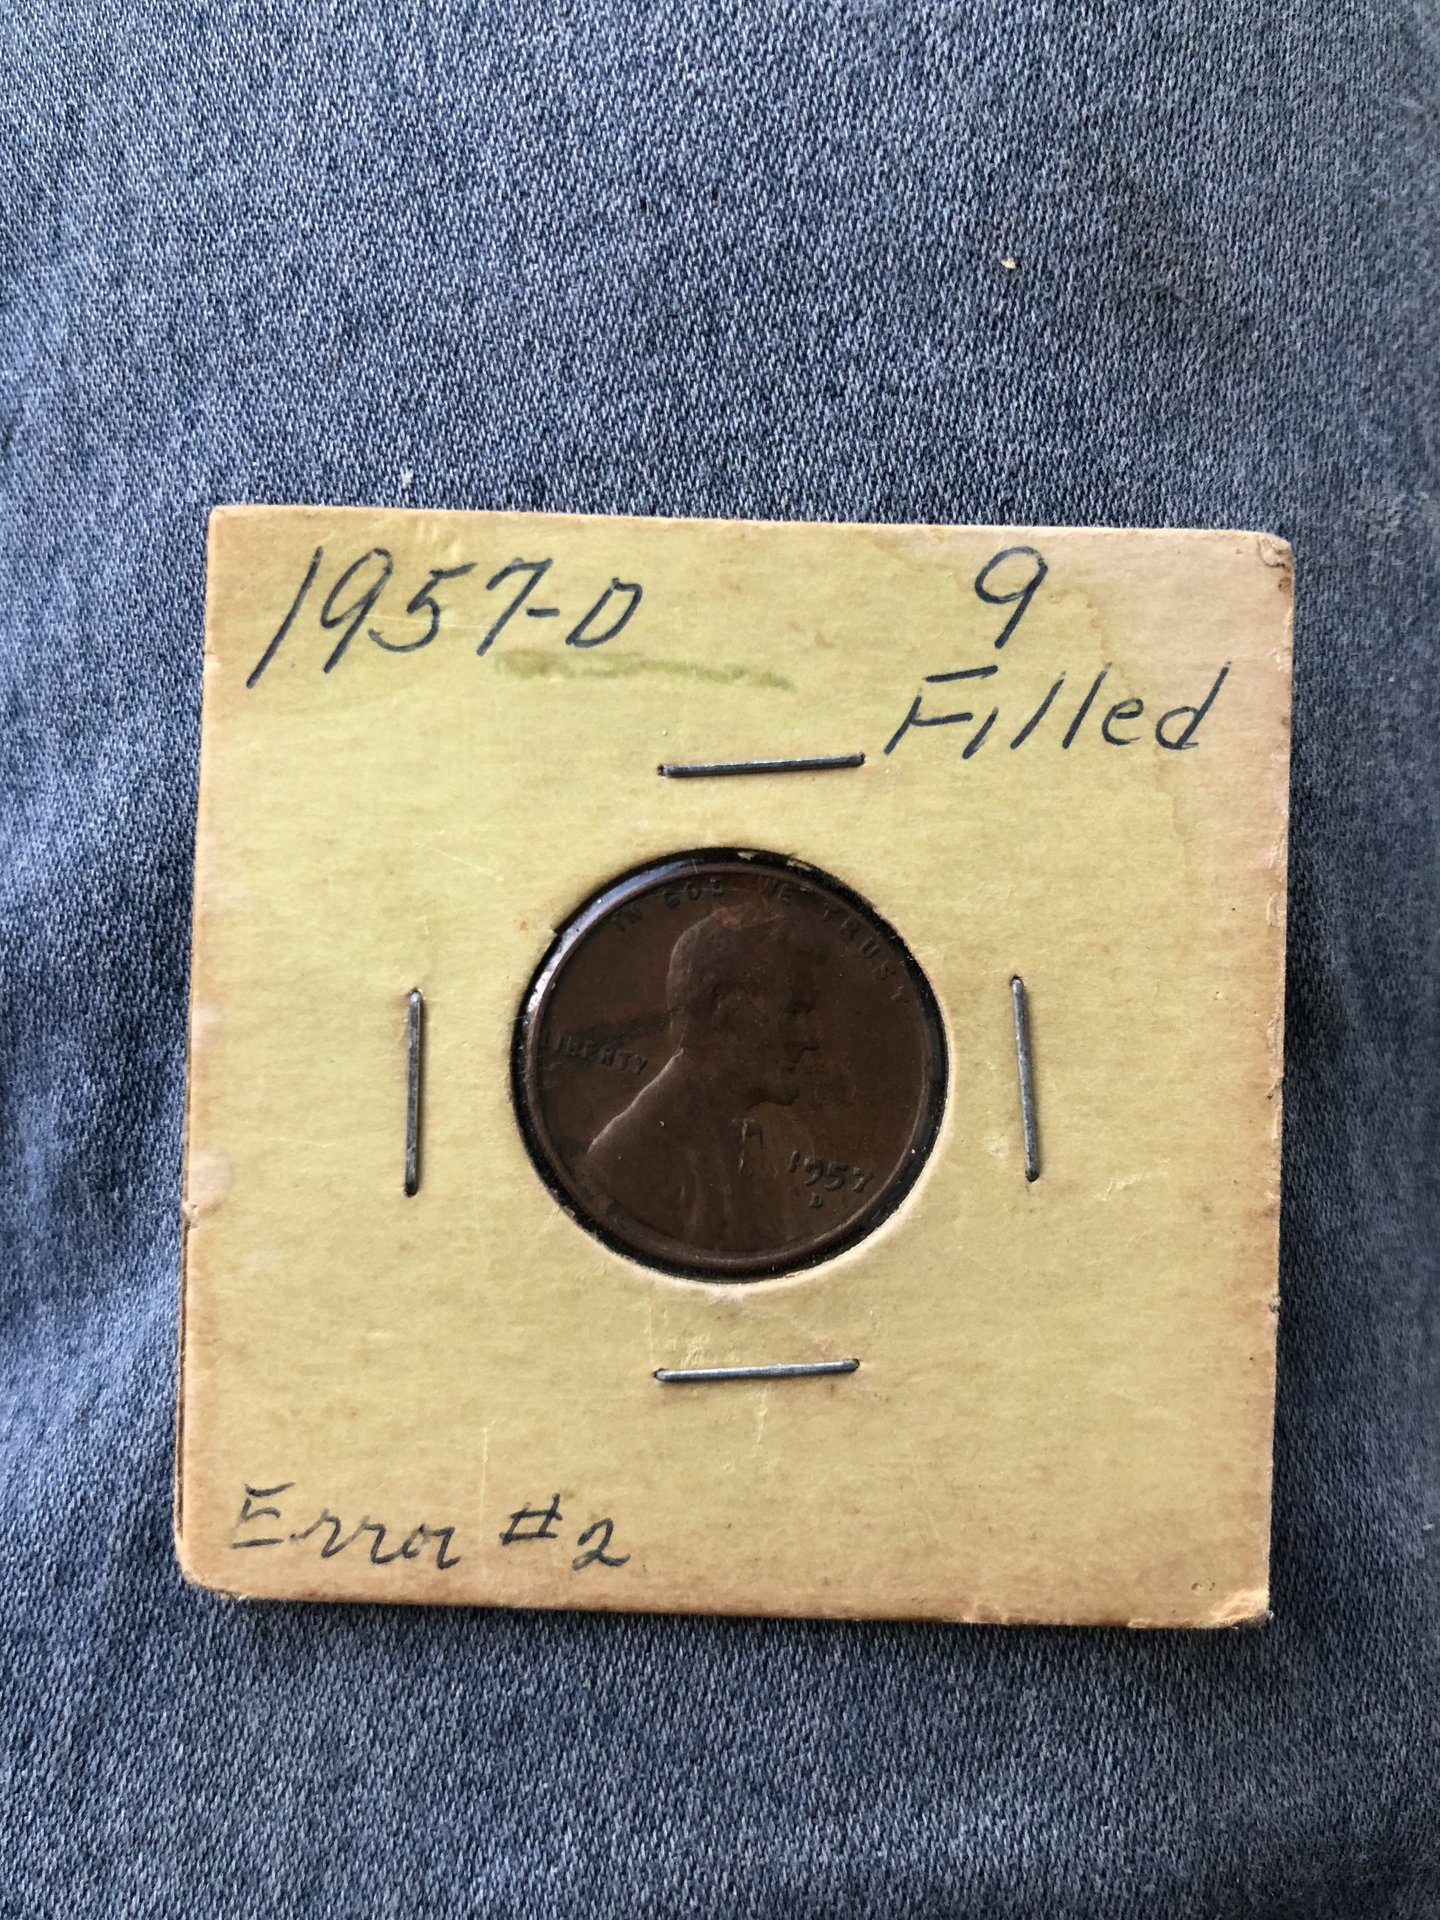 1957-D
9
Filled
IN GOD WE TRUST
LIBERTY
1957
D
Error #2